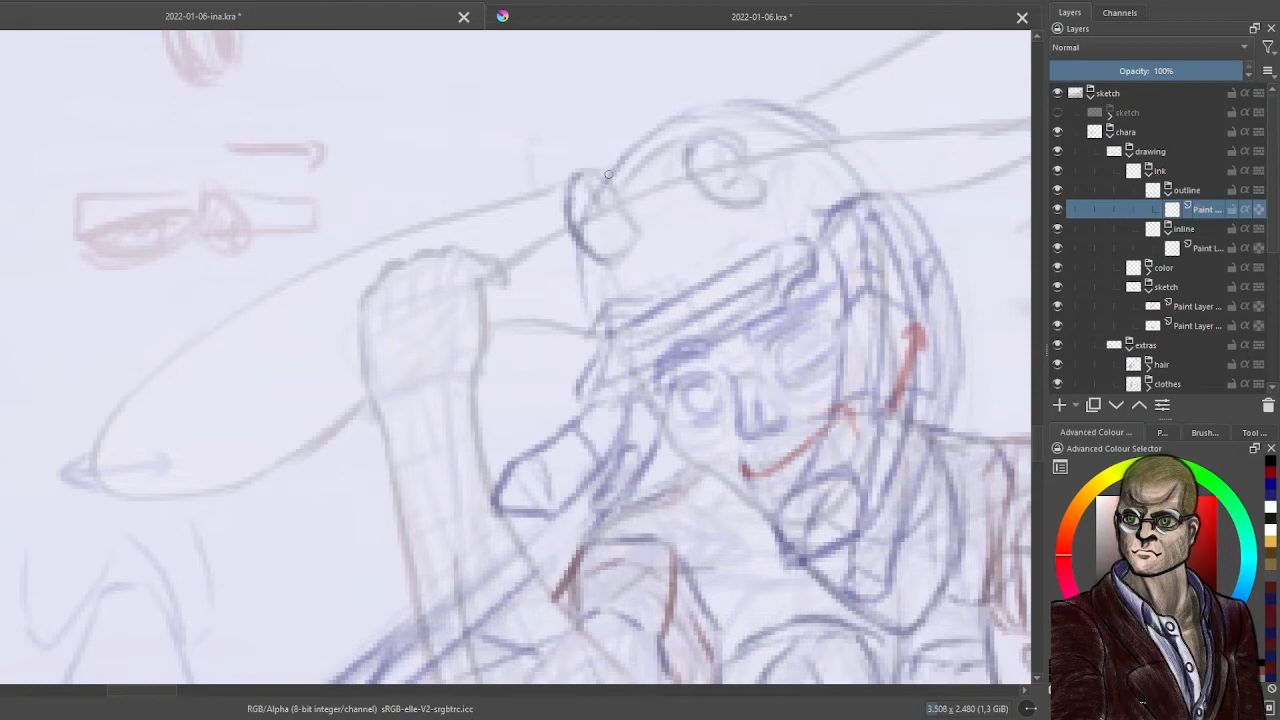 2022-01-06-ina.kra *
2022-01-06.kra *
Layers
Channels
Layers
Normal
Opacity: 100%
sketch
sketch
chara
drawing
ink
outline
Paint ...
inline
Paint L...
color
sketch
Paint Layer ...
Paint Layer ...
extras
hair
clothes
Advanced Colour ...
P...
Brush...
Tool ...
Advanced Colour Selector
RGB/Alpha (8-bit integer/channel) sRGB-elle-V2-srgbtrc.icc
3.508 x 2.480 (1,3 GiB)